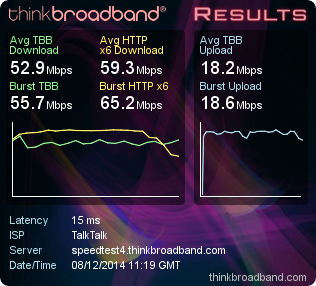 thinkbroadband® RESULTS
Avg TBB Download
Avg HTTP x6 Download
Avg TBB Upload
52.9 Mbps
59.3 Mbps
18.2 Mbps
Burst TBB
Burst HTTP x6
Burst Upload
55.7 Mbps
65.2 Mbps
18.6 Mbps
Latency 15 ms
ISP TalkTalk
Server speedtest4.thinkbroadband.com
Date/Time 08/12/2014 11:19 GMT
thinkbroadband.com